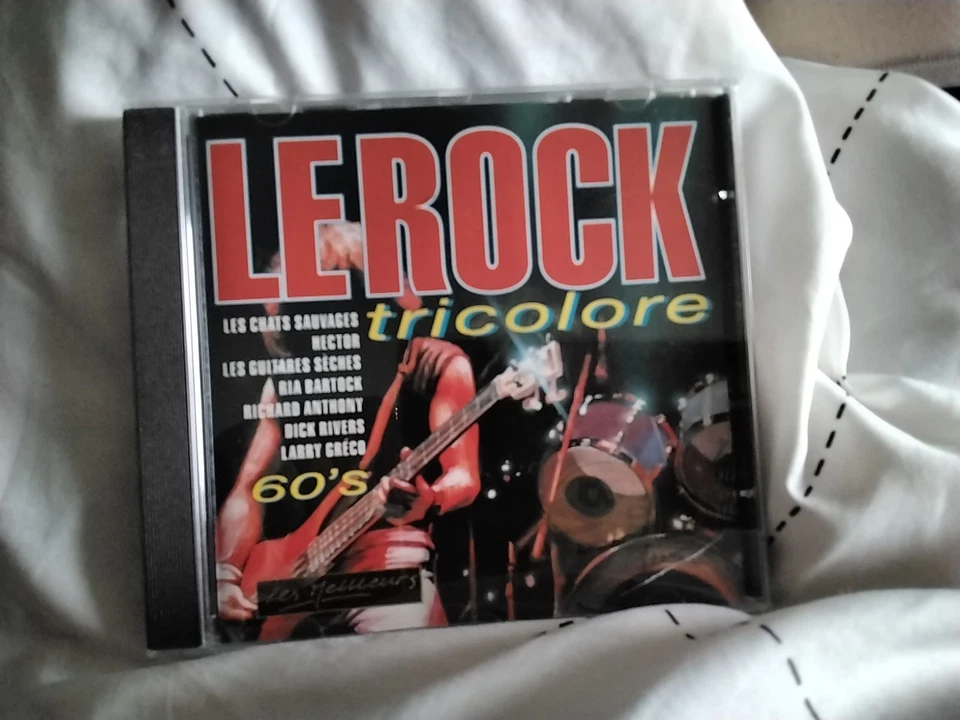 LE ROCK
tricolore
LES CHATS SAUVAGES
HECTOR
LES GUITARES SÈCHES
RIA BARTOCK
RICHARD ANTHONY
DICK RIVERS
LARRY GRÉCO
60's
Les Meilleurs